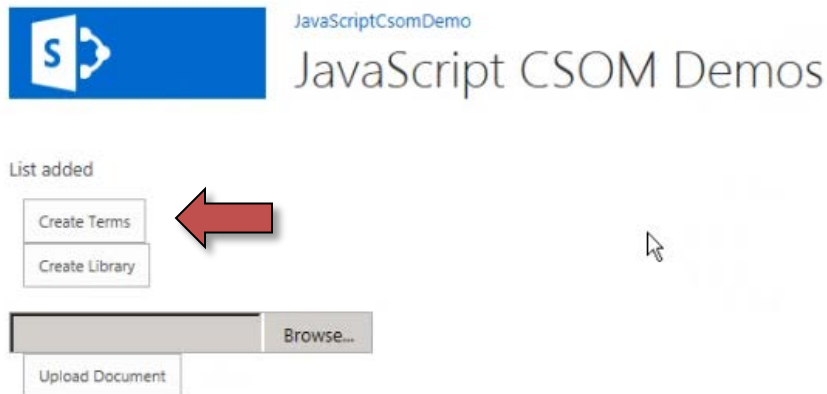 S
JavaScriptCsomDemo
JavaScript CSOM Demos
List added
Create Terms
Create Library
Browse...
Upload Document